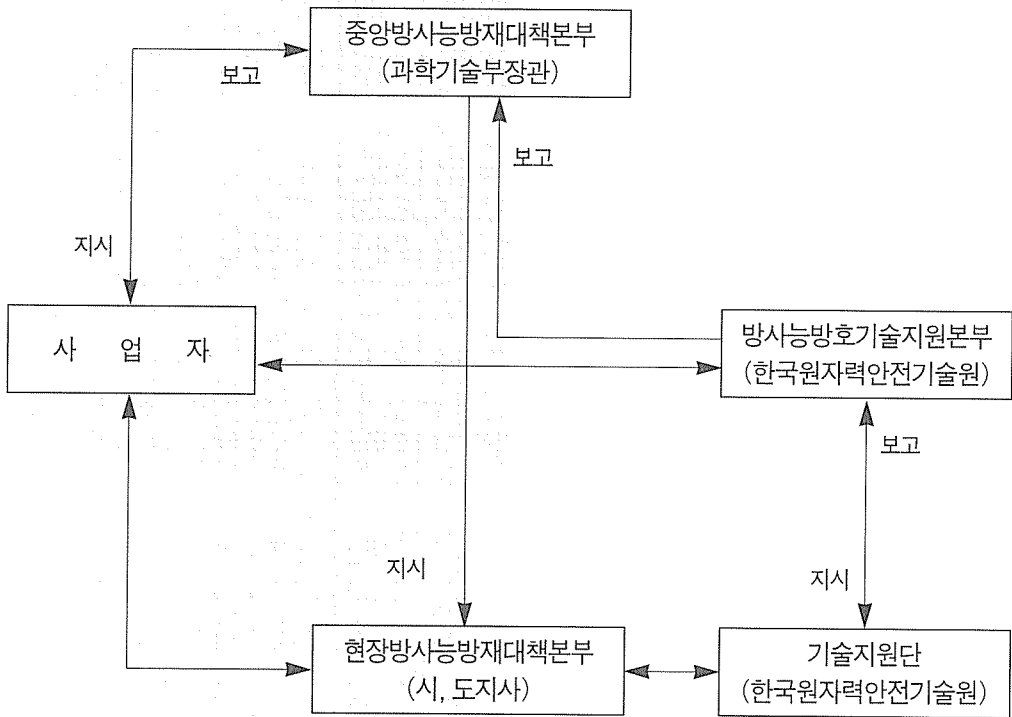 중앙방사능방재대책본부
(과학기술부장관)
보고
보고
지시
사 업 자
방사능방호기술지원본부
(한국원자력안전기술원)
보고
지시
지시
현장방사능방재대책본부
(시, 도지사)
기술지원단
(한국원자력안전기술원)